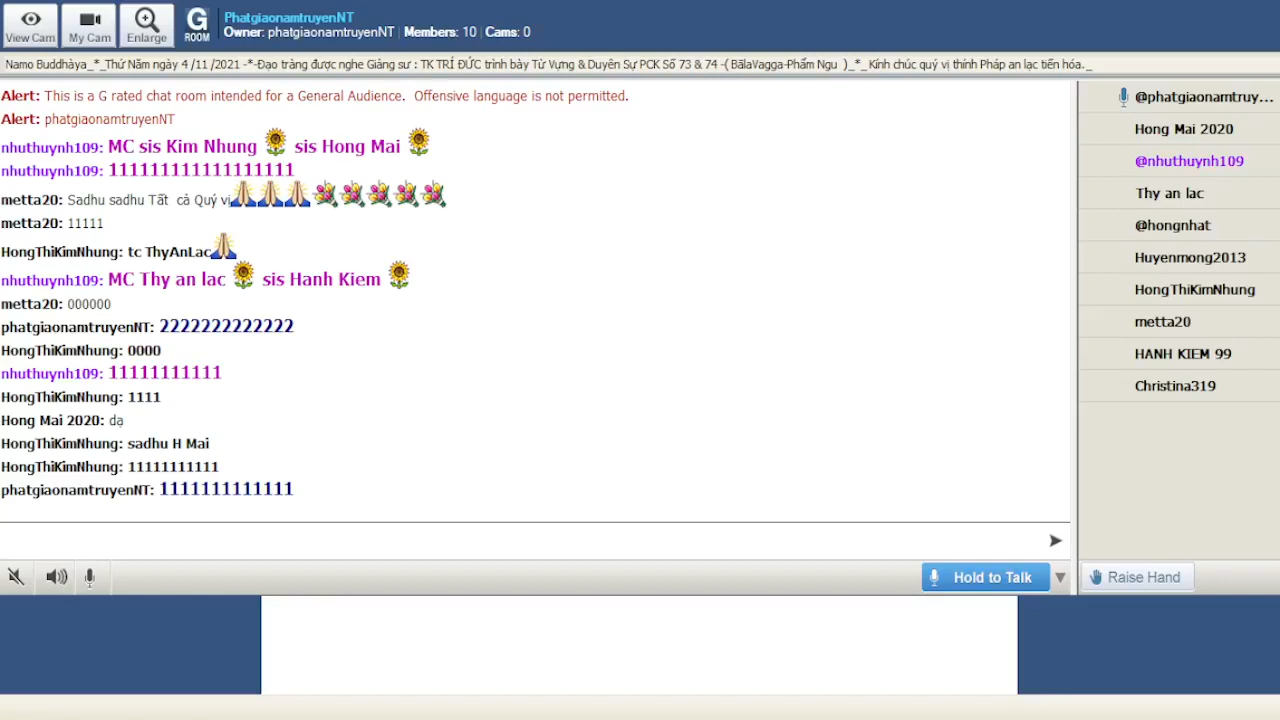 View Cam
My Cam
Enlarge
G
ROOM
PhatgiaonamtruyenNT
Owner: phatgiaonamtruyenNT | Members: 10 | Cams: 0
Namo Buddhàya_*_Thứ Năm ngày 4 /11 /2021 -*-Đạo tràng được nghe Giảng sư : TK TRÍ ĐỨC trình bày Từ Vựng & Duyên Sự PCK Số 73 & 74 -( BãlaVagga-Phẩm Ngu )_*_ Kính chúc quý vị thính Pháp an lạc tiến hóa._
Alert: This is a G rated chat room intended for a General Audience. Offensive language is not permitted.
Alert: phatgiaonamtruyenNT
nhuthuynh109: MC sis Kim Nhung 🌻 sis Hong Mai 🌻
nhuthuynh109: 111111111111111111
metta20: Sadhu sadhu Tất cả Quý vị🙏🙏🙏💐💐💐💐💐
metta20: 11111
HongThiKimNhung: tc ThyAnLac🙏
nhuthuynh109: MC Thy an lac 🌻 sis Hanh Kiem 🌻
metta20: 000000
phatgiaonamtruyenNT: 2222222222222
HongThiKimNhung: 0000
nhuthuynh109: 11111111111
HongThiKimNhung: 1111
Hong Mai 2020: dạ
HongThiKimNhung: sadhu H Mai
HongThiKimNhung: 11111111111
phatgiaonamtruyenNT: 1111111111111
@phatgiaonamtruy...
Hong Mai 2020
@nhuthuynh109
Thy an lac
@hongnhat
Huyenmong2013
HongThiKimNhung
metta20
HANH KIEM 99
Christina319
Hold to Talk
Raise Hand